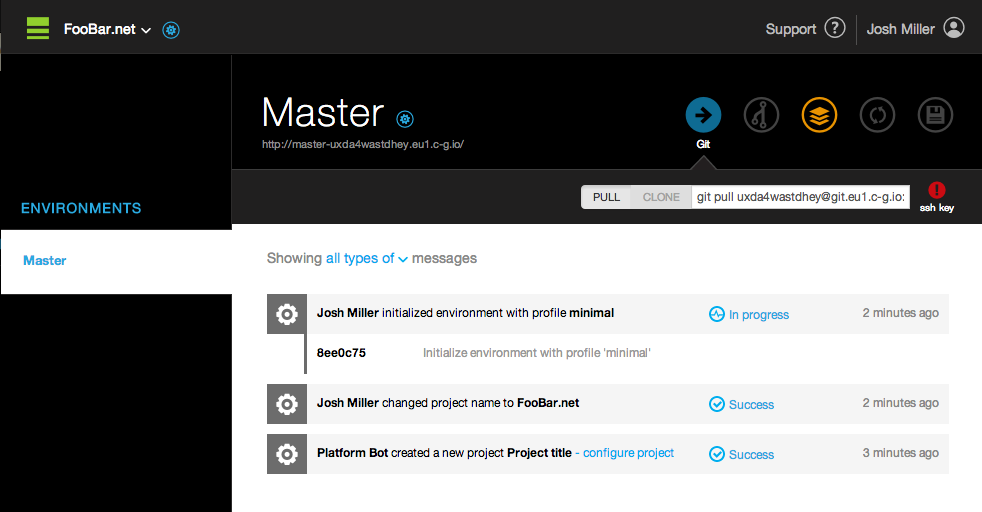 FooBar.net
Support ?
Josh Miller
Master
http://master-uxda4wastdhey.eu1.c-g.io/
Git
PULL CLONE git pull uxda4wastdhey@git.eu1.c-g.io:
ssh key
ENVIRONMENTS
Master
Showing all types of messages
Josh Miller initialized environment with profile minimal In progress 2 minutes ago
8ee0c75 Initialize environment with profile 'minimal'
Josh Miller changed project name to FooBar.net Success 2 minutes ago
Platform Bot created a new project Project title - configure project Success 3 minutes ago